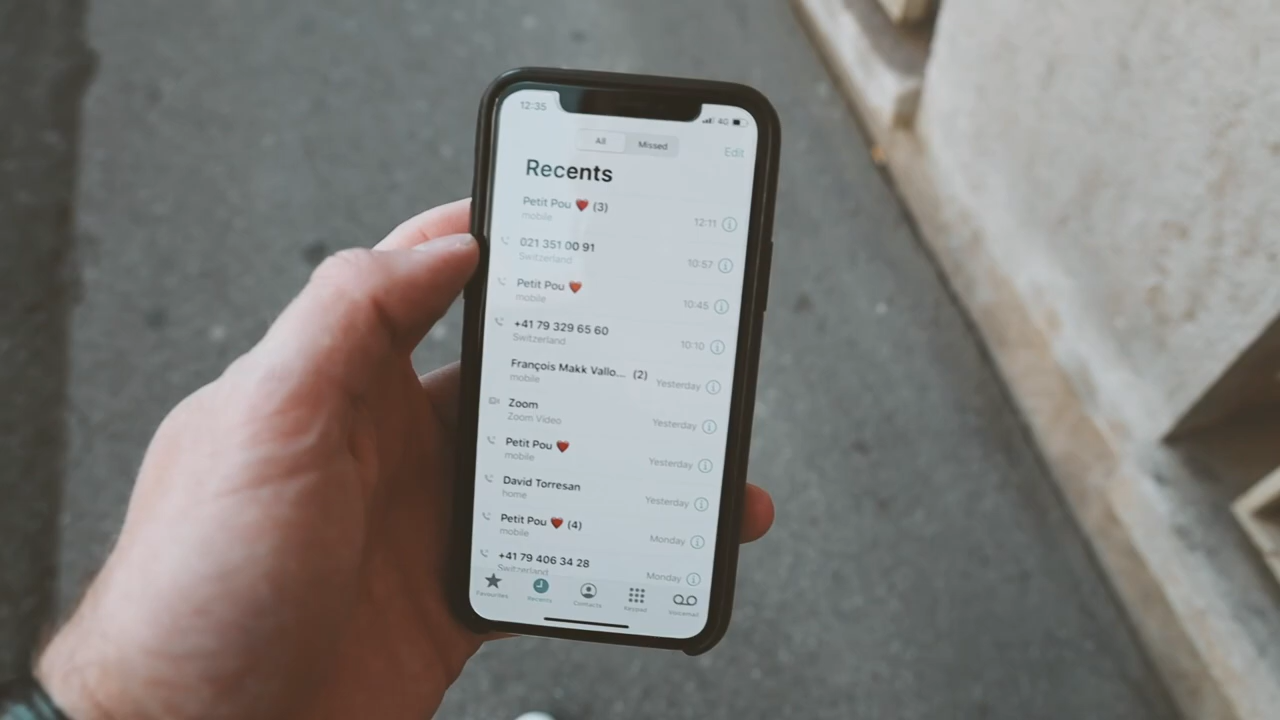 12:35 4G
All Missed
Edit
Recents
Petit Pou ❤️ (3)
mobile
12:11
021 351 00 91
Switzerland
10:57
Petit Pou ❤️
mobile
10:45
+41 79 329 65 60
Switzerland
10:10
François Makk Vallo... (2)
mobile
Yesterday
Zoom
Zoom Video
Yesterday
Petit Pou ❤️
mobile
Yesterday
David Torresan
home
Yesterday
Petit Pou ❤️ (4)
mobile
Monday
+41 79 406 34 28
Switzerland
Monday
Favourites Recents Contacts Keypad Voicemail